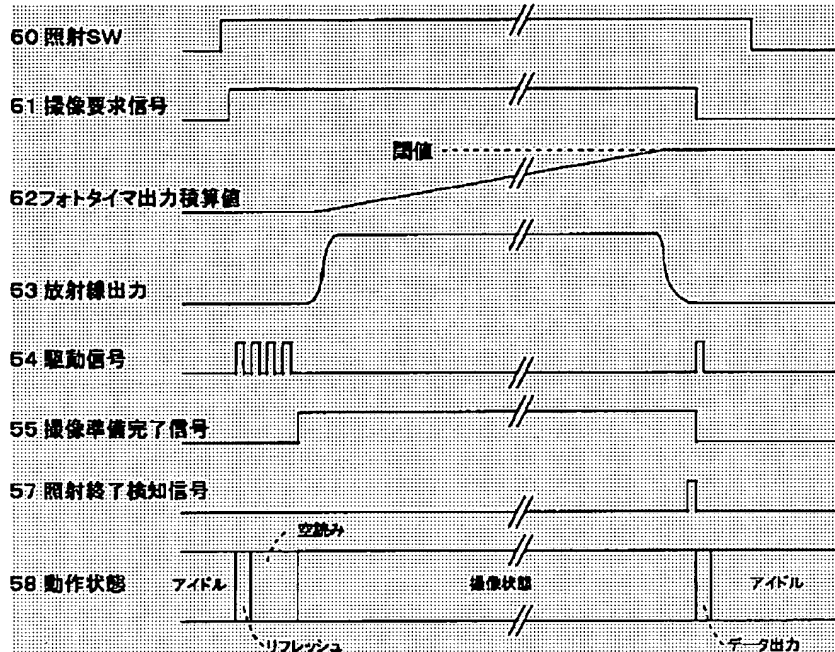 50 照射SW
51 撮像要求信号
閾値
52フォトタイマ出力積算値
53 放射線出力
54 駆動信号
55 撮像準備完了信号
57 照射終了検知信号
空読み
58 動作状態
アイドル
撮像状態
アイドル
リフレッシュ
データ出力